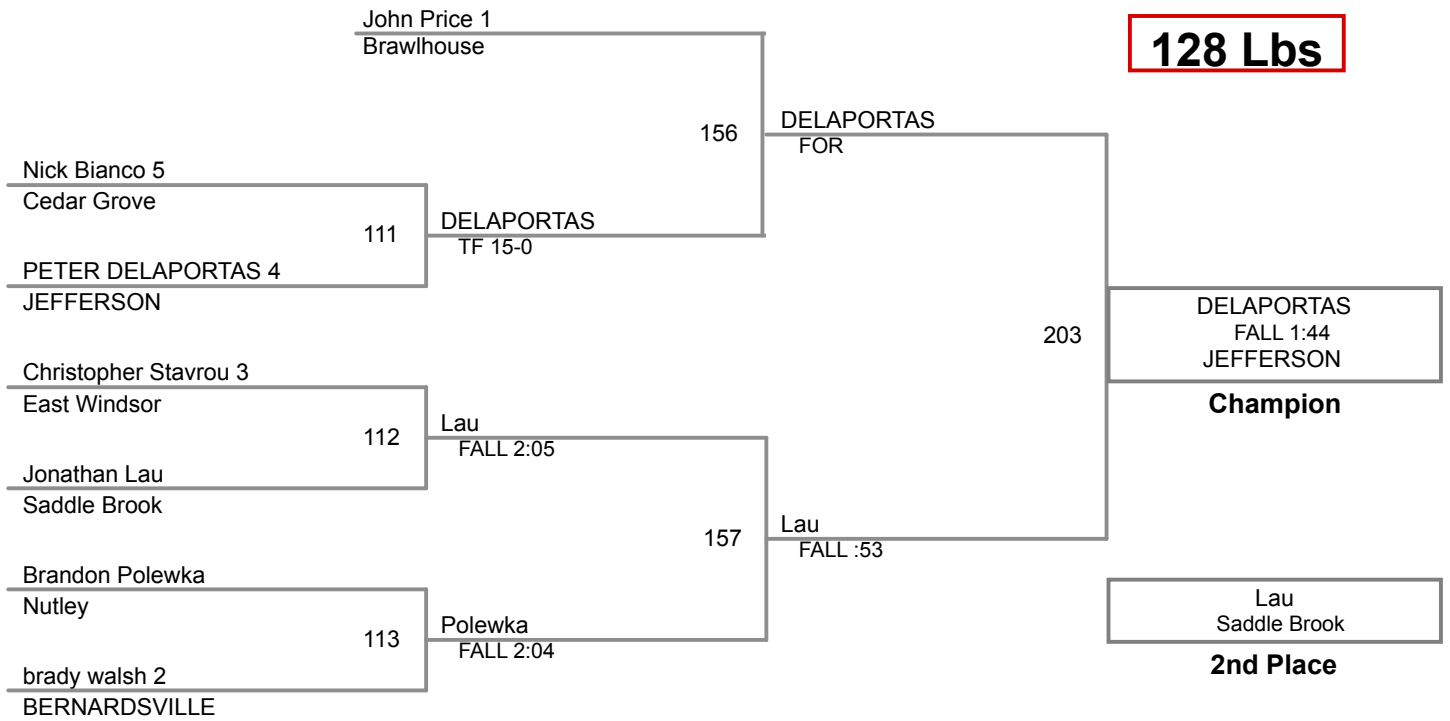 John Price 1
Brawlhouse
128 Lbs
156
DELAPORTAS
FOR
Nick Bianco 5
Cedar Grove
111
DELAPORTAS
TF 15-0
PETER DELAPORTAS 4
JEFFERSON
203
DELAPORTAS
FALL 1:44
JEFFERSON
Champion
Christopher Stavrou 3
East Windsor
112
Lau
FALL 2:05
Jonathan Lau
Saddle Brook
157
Lau
FALL :53
Brandon Polewka
Nutley
113
Polewka
FALL 2:04
brady walsh 2
BERNARDSVILLE
Lau
Saddle Brook
2nd Place